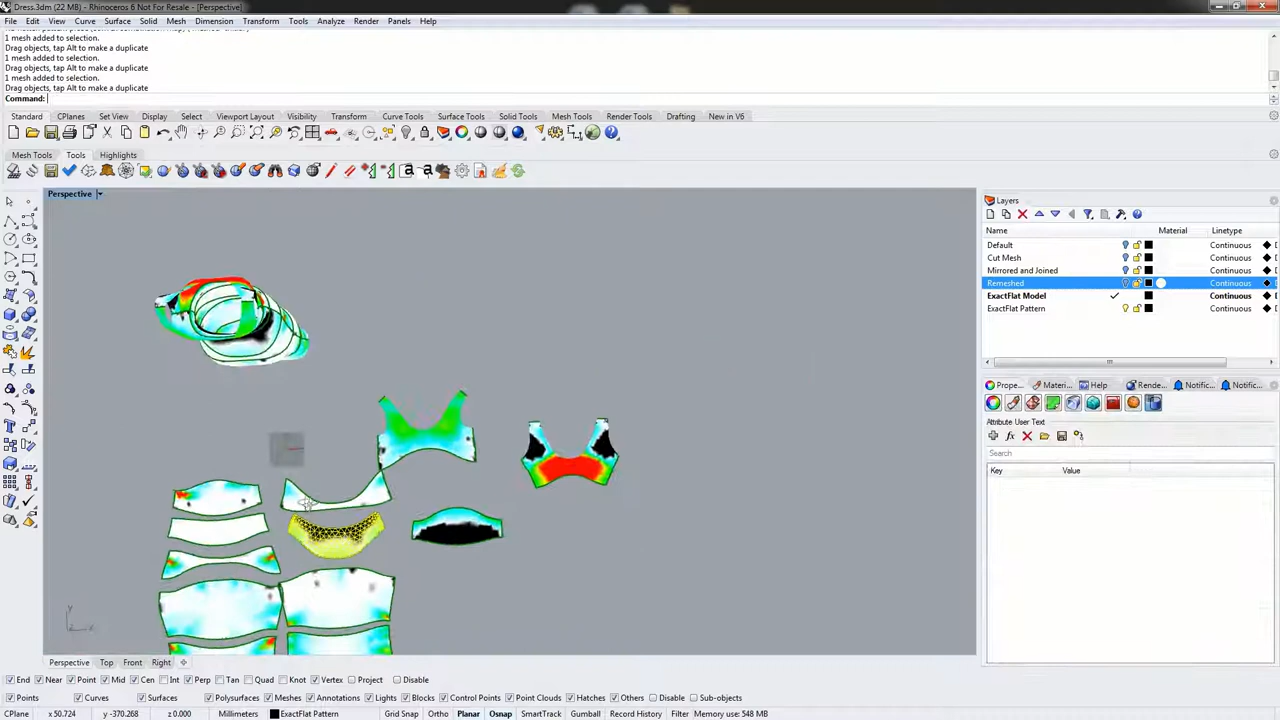 Dress.3dm (22 MB) - Rhinoceros 6 Not For Resale - [Perspective]
File Edit View Curve Surface Solid Mesh Dimension Transform Tools Analyze Render Panels Help
1 mesh added to selection.
Drag objects, tap Alt to make a duplicate
1 mesh added to selection.
Drag objects, tap Alt to make a duplicate
1 mesh added to selection.
Drag objects, tap Alt to make a duplicate
Command:
Standard CPlanes Set View Display Select Viewport Layout Visibility Transform Curve Tools Surface Tools Solid Tools Mesh Tools Render Tools Drafting New in V6
Mesh Tools Tools Highlights
Perspective
Layers
Name Material Linetype
Default Continuous
Cut Mesh Continuous
Mirrored and Joined Continuous
Remeshed Continuous
ExactFlat Model Continuous
ExactFlat Pattern Continuous
Prope... Materi... Help Rende... Notific... Notific...
Attribute User Text
Search
Key Value
Perspective Top Front Right
End Near Point Mid Cen Int Perp Tan Quad Knot Vertex Project Disable
Points Curves Surfaces Polysurfaces Meshes Annotations Lights Blocks Control Points Point Clouds Hatches Others Disable Sub-objects
CPlane x 50.724 y -370.268 z 0.000 Millimeters ExactFlat Pattern Grid Snap Ortho Planar Osnap SmartTrack Gumball Record History Filter Memory use: 548 MB